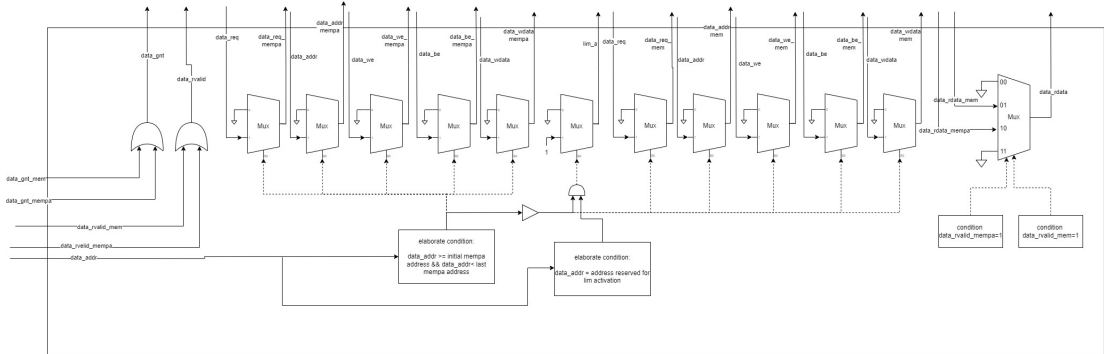 data_gnt
data_rvalid
data_req
data_req_
mempa
data_addr
data_addr
mempa
data_we
data_we_
mempa
data_be
data_be_
mempa
data_wdata
data_wdata
mempa
lim_a
data_req
data_req_
mem
data_addr
data_addr
mem
data_we
data_we_
mem
data_be
data_be_
mem
data_wdata
data_wdata
mem
data_rdata_mem
data_rdata_mempa
data_rdata
Mux
Mux
Mux
Mux
Mux
Mux
Mux
Mux
Mux
Mux
Mux
1
00
01
Mux
10
11
data_gnt_mem
data_gnt_mempa
data_rvalid_mem
data_rvalid_mempa
data_addr
elaborate condition:
data_addr >= initial mempa
address && data_addr< last
mempa address
elaborate condition:
data_addr = address reserved for
lim activation
condition
data_rvalid_mempa=1
condition
data_rvalid_mem=1